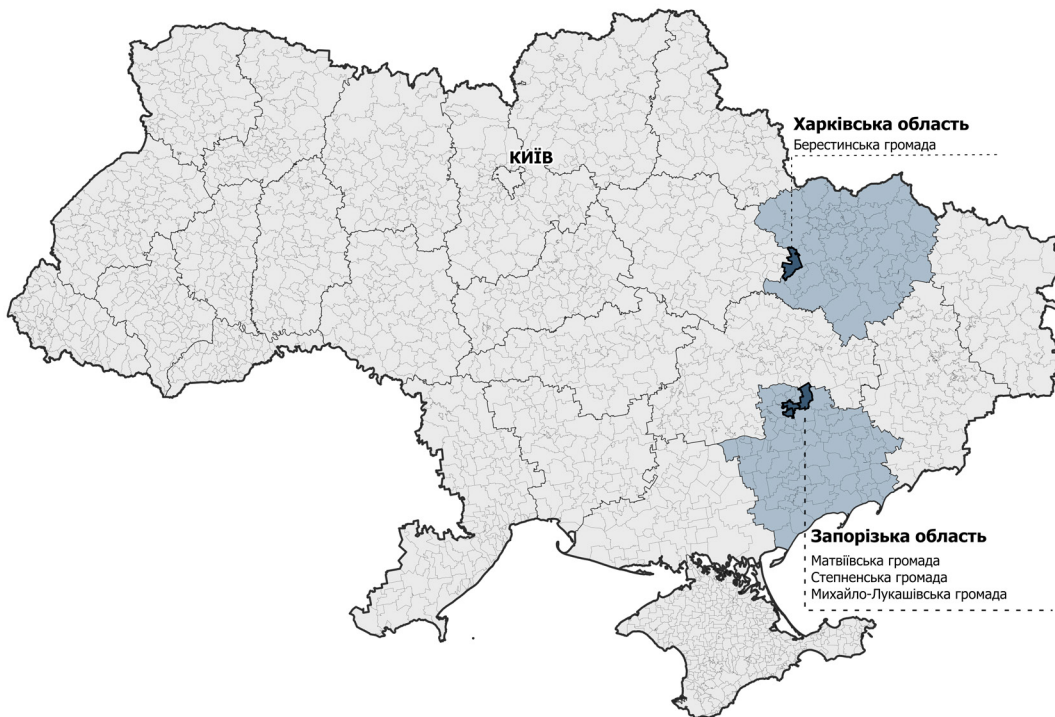 Харківська область
Берестинська громада
КИЇВ
Запорізька область
Матвіївська громада
Степненська громада
Михайло-Лукашівська громада